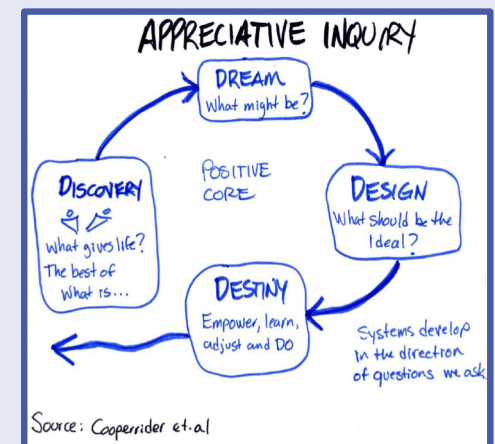 APPRECIATIVE INQUIRY
DREAM
What might be?
POSITIVE
CORE
DISCOVERY
What gives life?
The best of
What is...
DESIGN
What should be the
Ideal?
DESTINY
Empower, learn,
adjust and DO
Systems develop
in the direction
of questions we ask
Source: Cooperrider et.al